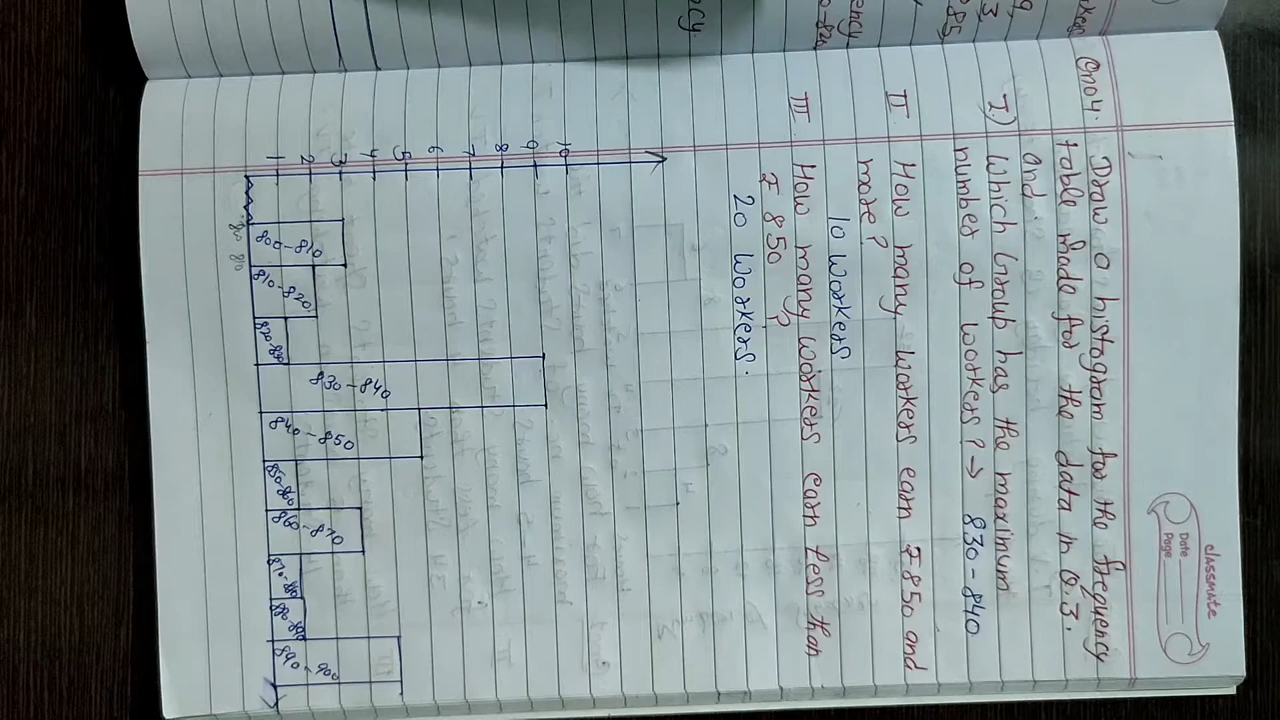 classmate
Date
Page
Qno4. Draw a histogram for the frequency
table made for the data in Q.3.
and.
I) Which Group has the maximum
number of workers? → 830-840
II How many workers earn ₹850 and
more?
10 workers
III How many workers earn less than
₹850?
20 workers.
10
9
8
7
6
5
4
3
2
1
800-810
810-820
820-830
830-840
840-850
850-860
860-870
870-880
880-890
890-900